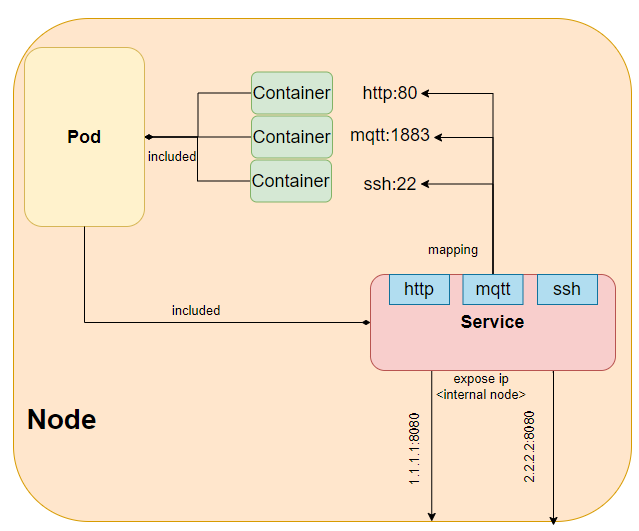 Pod
included
Container
Container
Container
http:80
mqtt:1883
ssh:22
mapping
included
http
mqtt
ssh
Service
expose ip
<internal node>
1.1.1.1:8080
2.2.2.2:8080
Node